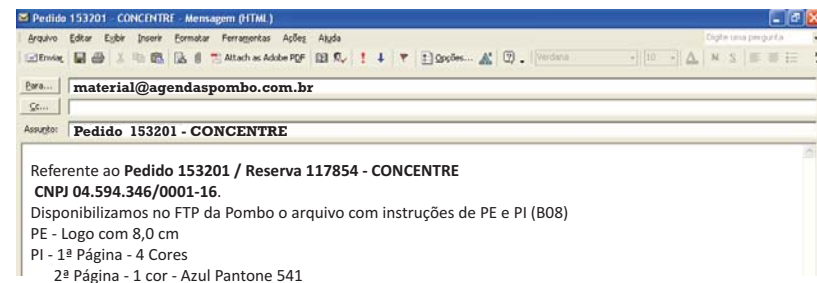 Pedido 153201 - CONCENTRE - Mensagem (HTML)
Arquivo Editar Exibir Inserir Formatar Ferramentas Ações Ajuda Digite uma pergunta
Enviar Attach as Adobe PDF Opções... Verdana 10 N S
Para... material@agendaspombo.com.br
Cc...
Assunto: Pedido 153201 - CONCENTRE
Referente ao Pedido 153201 / Reserva 117854 - CONCENTRE
CNPJ 04.594.346/0001-16.
Disponibilizamos no FTP da Pombo o arquivo com instruções de PE e PI (B08)
PE - Logo com 8,0 cm
PI - 1ª Página - 4 Cores
2ª Página - 1 cor - Azul Pantone 541